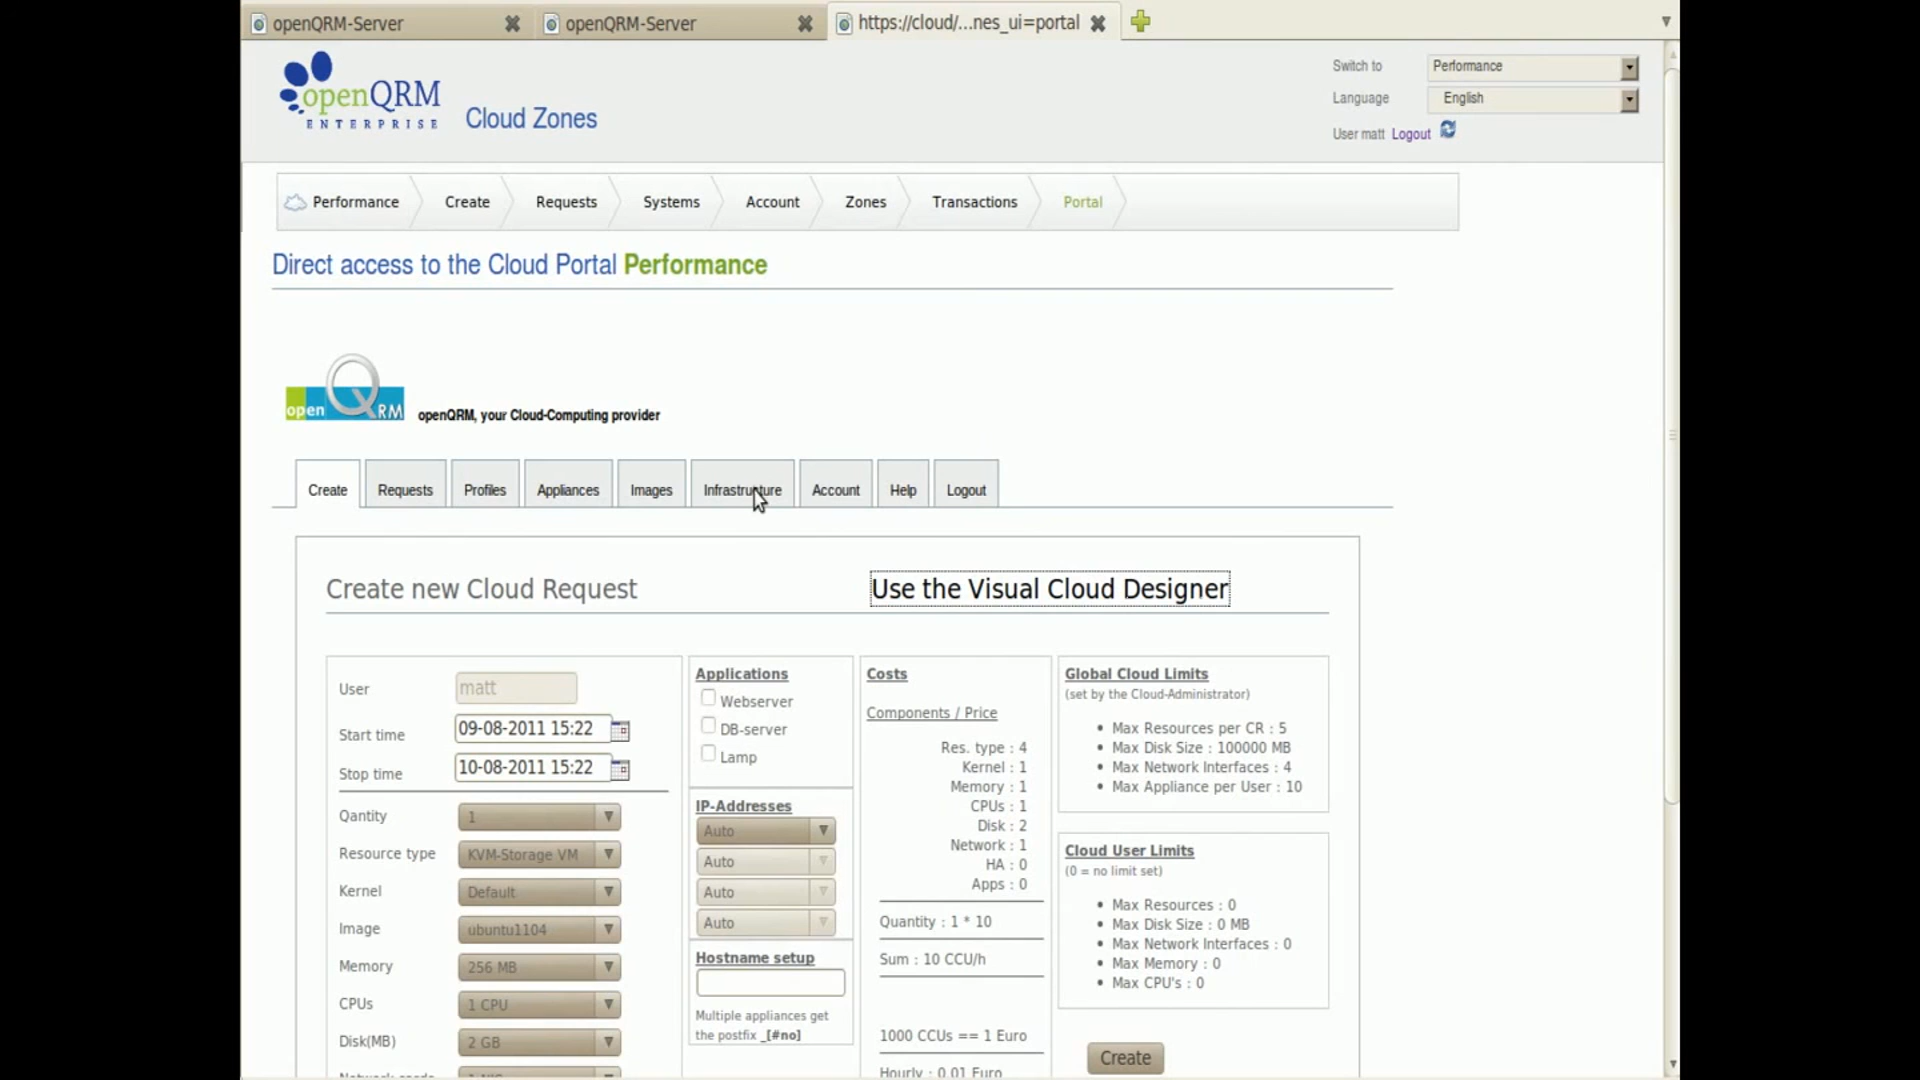 openQRM-Server
openQRM-Server
https://cloud/...nes_ui=portal
openQRM
ENTERPRISE
Cloud Zones
Switch to
Performance
Language
English
User matt Logout
Performance
Create
Requests
Systems
Account
Zones
Transactions
Portal
Direct access to the Cloud Portal Performance
open QRM
openQRM, your Cloud-Computing provider
Create
Requests
Profiles
Appliances
Images
Infrastructure
Account
Help
Logout
Create new Cloud Request
Use the Visual Cloud Designer
User
matt
Start time
09-08-2011 15:22
Stop time
10-08-2011 15:22
Qantity
1
Resource type
KVM-Storage VM
Kernel
Default
Image
ubuntu1104
Memory
256 MB
CPUs
1 CPU
Disk(MB)
2 GB
Applications
Webserver
DB-server
Lamp
IP-Addresses
Auto
Auto
Auto
Auto
Hostname setup
Multiple appliances get
the postfix _[#no]
Costs
Components / Price
Res. type : 4
Kernel : 1
Memory : 1
CPUs : 1
Disk : 2
Network : 1
HA : 0
Apps : 0
Quantity : 1 * 10
Sum : 10 CCU/h
1000 CCUs == 1 Euro
Hourly : 0.01 Euro
Global Cloud Limits
(set by the Cloud-Administrator)
• Max Resources per CR : 5
• Max Disk Size : 100000 MB
• Max Network Interfaces : 4
• Max Appliance per User : 10
Cloud User Limits
(0 = no limit set)
• Max Resources : 0
• Max Disk Size : 0 MB
• Max Network Interfaces : 0
• Max Memory : 0
• Max CPU's : 0
Create